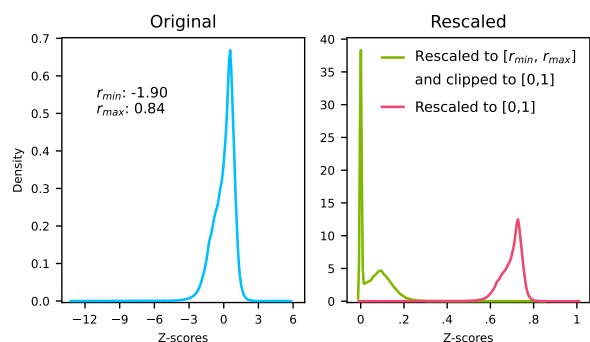 Original
0.7
0.6
0.5
0.4
0.3
0.2
0.1
0.0
Density
r_min: -1.90
r_max: 0.84
−12 −9 −6 −3 0 3 6
Z-scores
Rescaled
40
35
30
25
20
15
10
5
0
Rescaled to [r_min, r_max]
and clipped to [0,1]
Rescaled to [0,1]
0 .2 .4 .6 .8 1
Z-scores